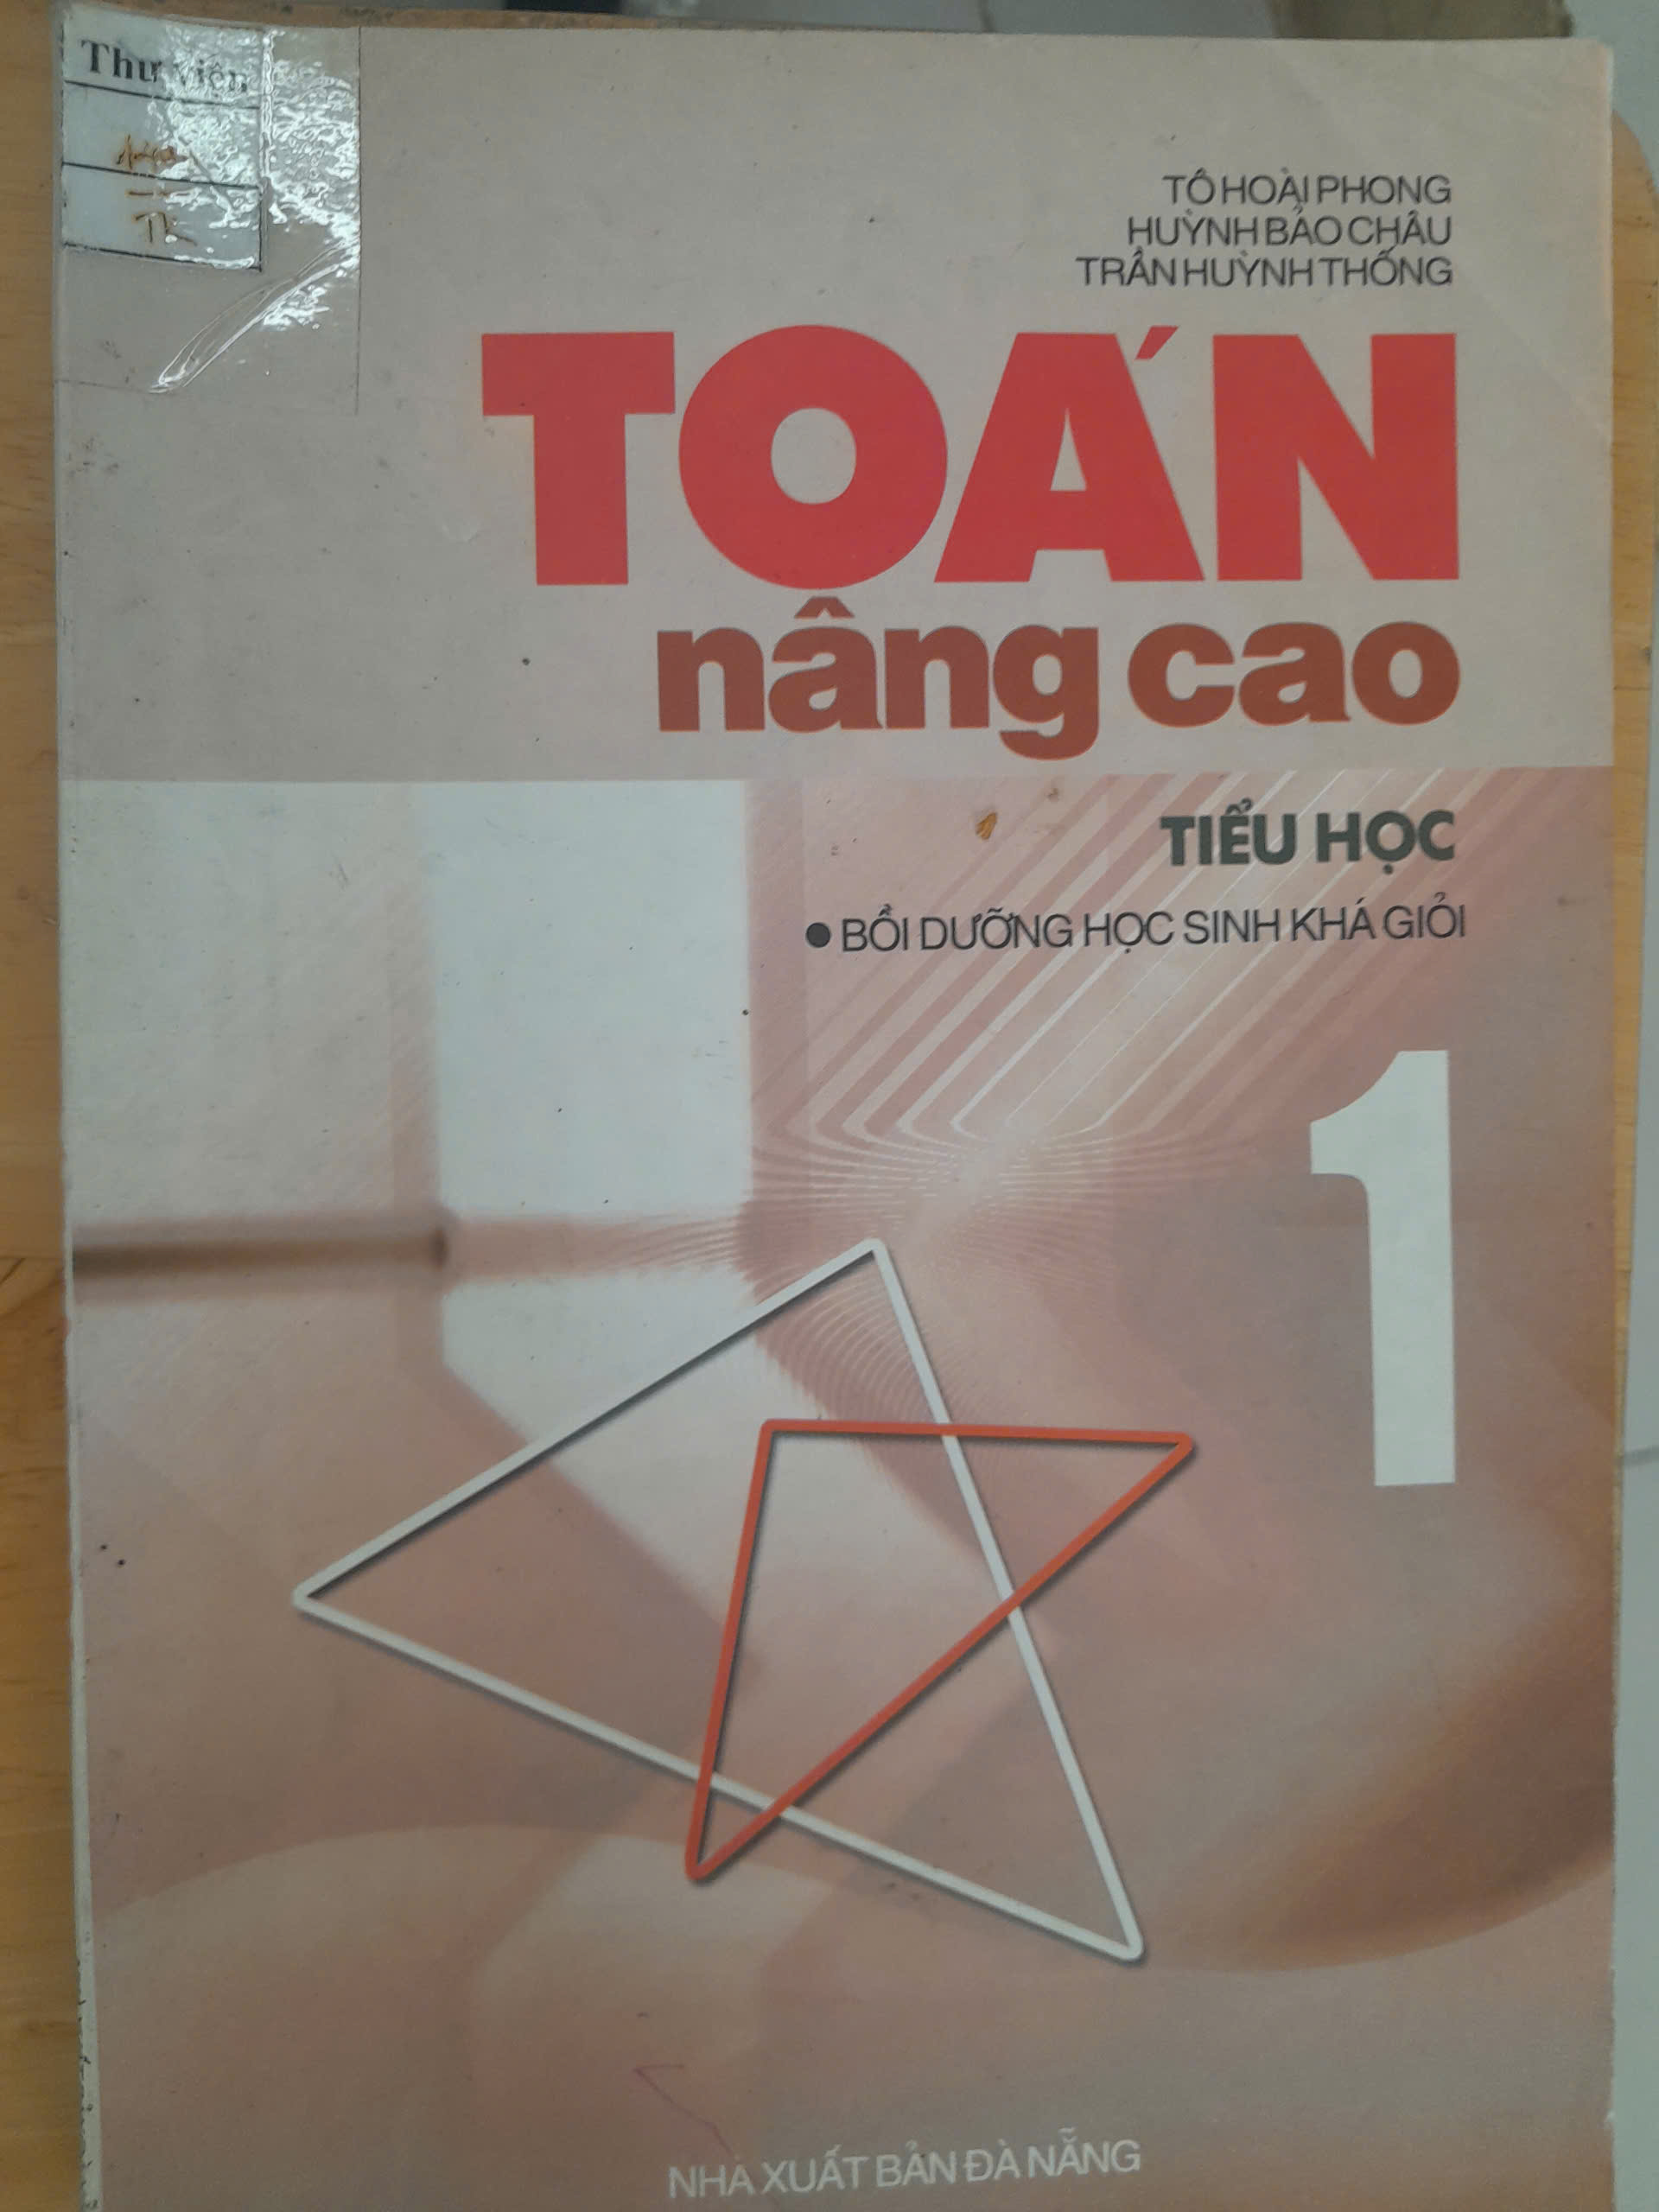 Thư viện
TÔ HOÀI PHONG
HUỲNH BẢO CHÂU
TRẦN HUỲNH THỐNG
TOÁN
nâng cao
TIỂU HỌC
● BỒI DƯỠNG HỌC SINH KHÁ GIỎI
1
NHÀ XUẤT BẢN ĐÀ NẴNG